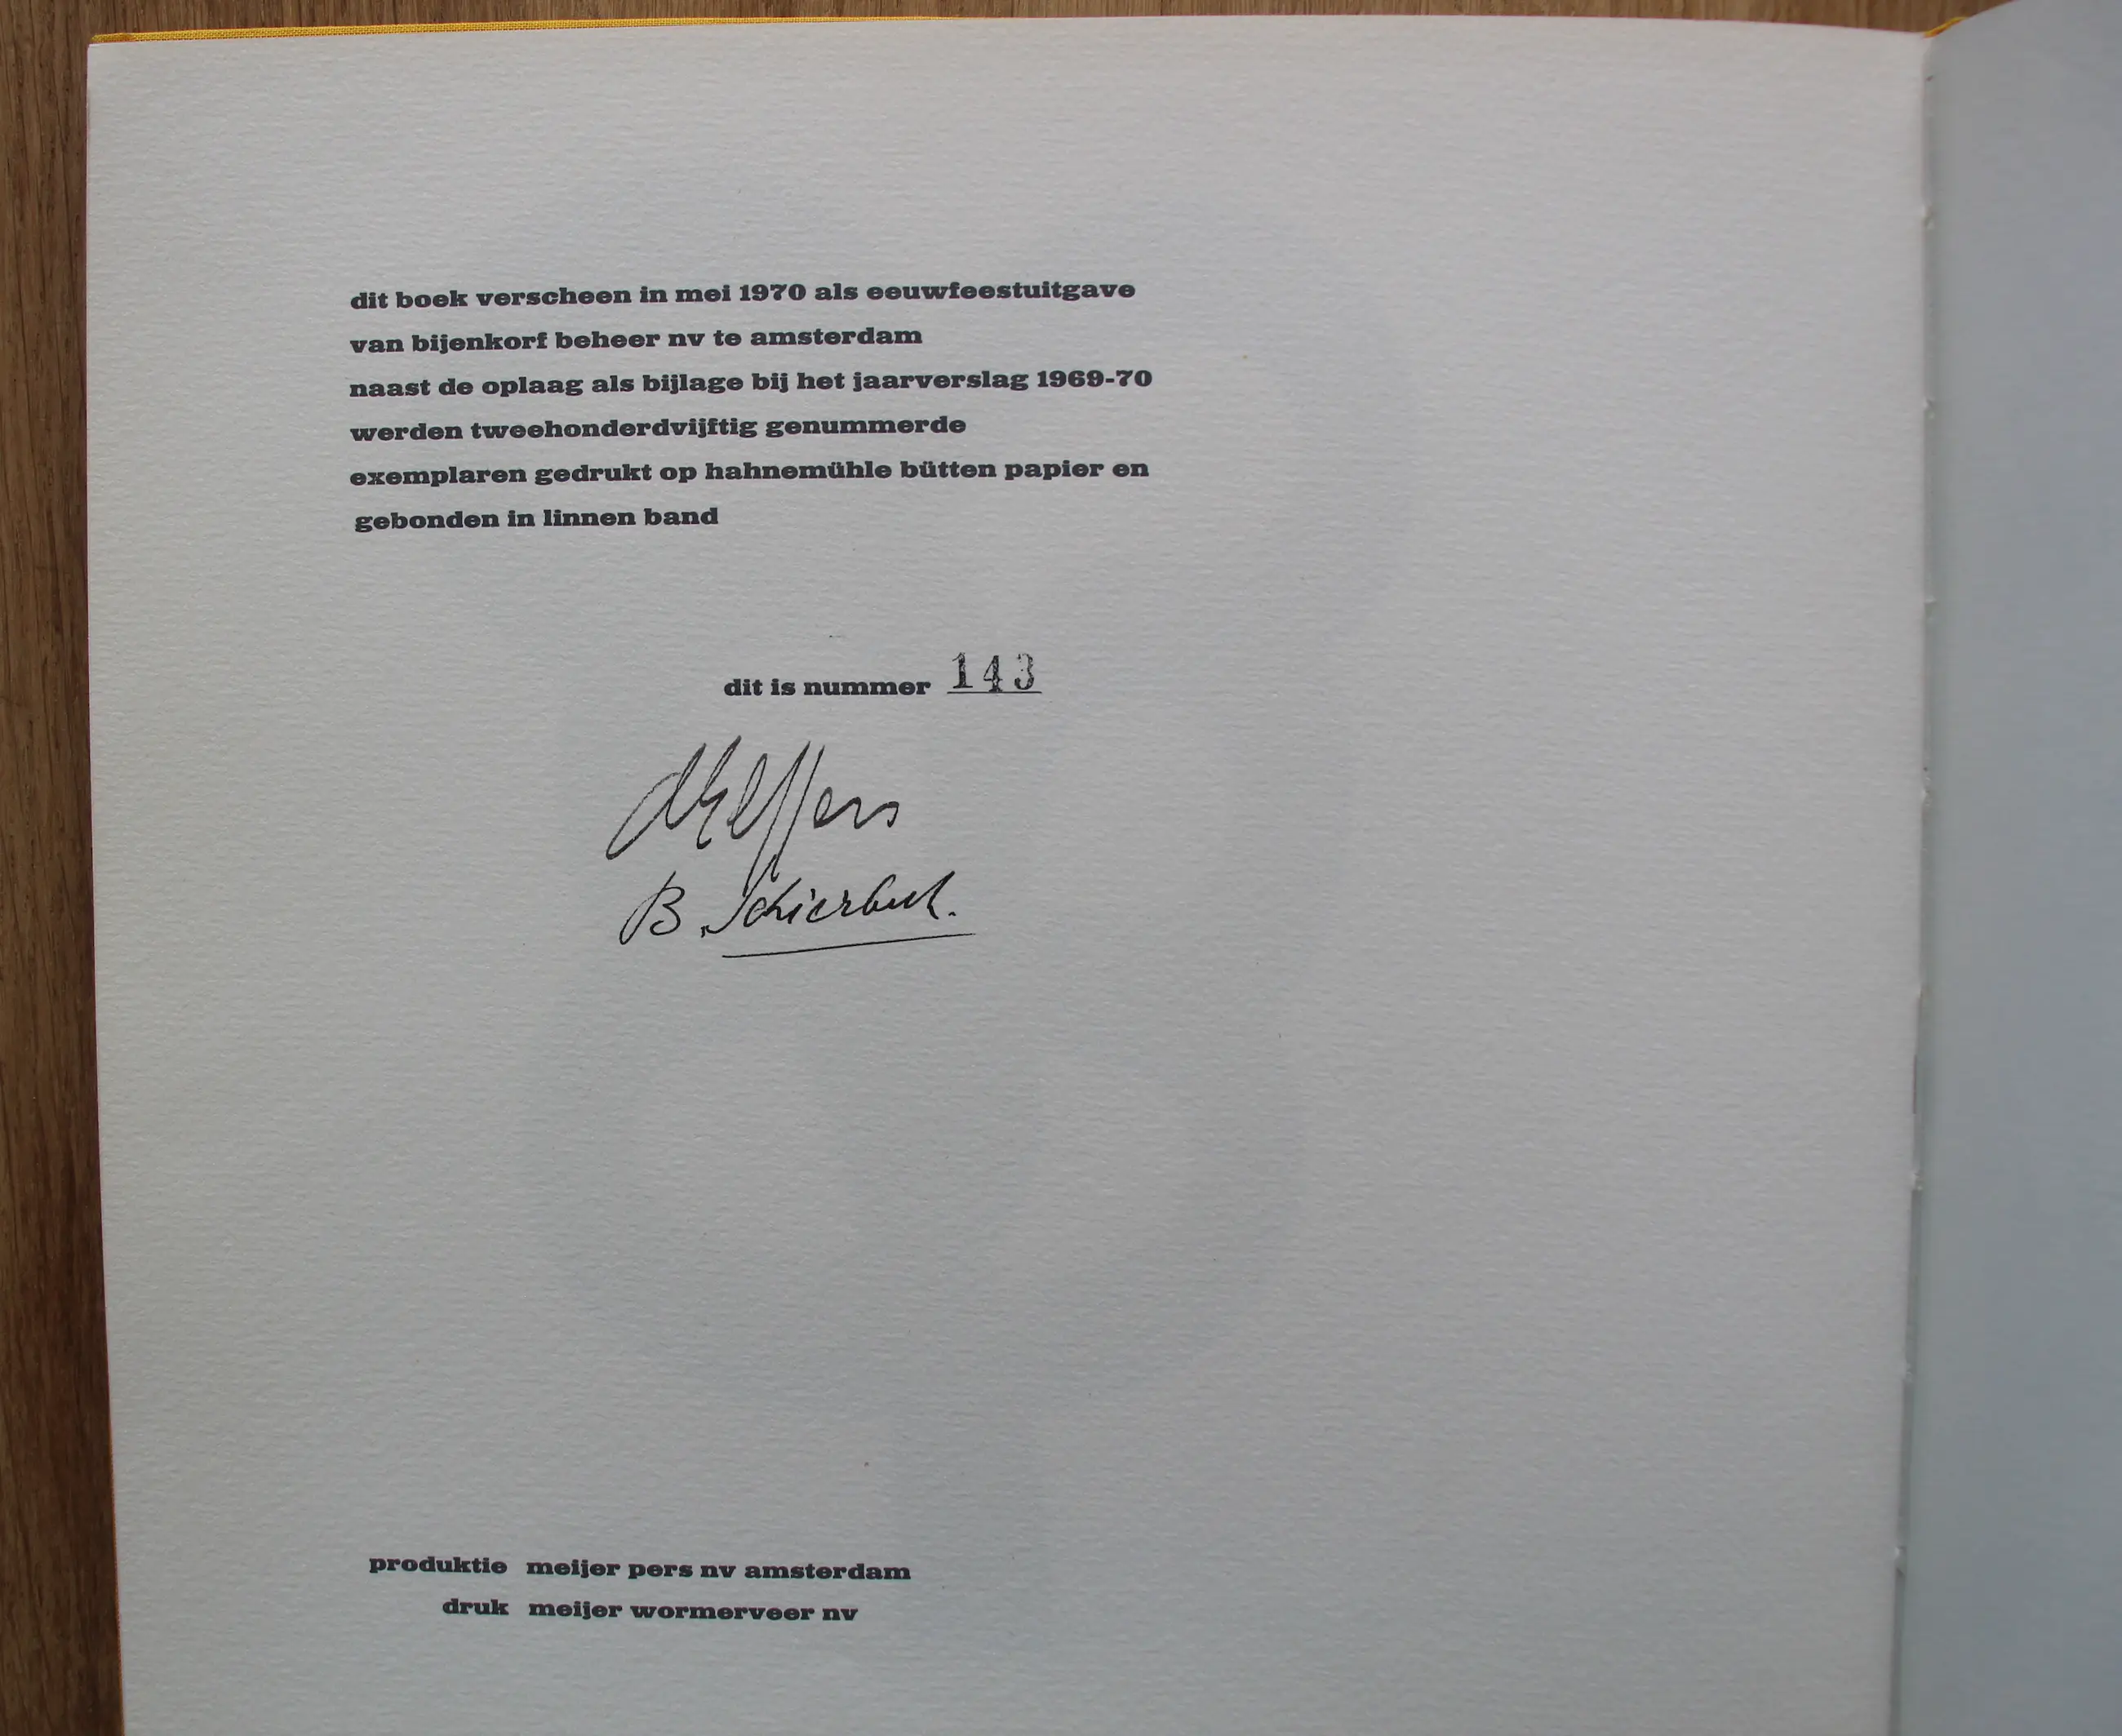 dit boek verscheen in mei 1970 als eeuwfeestuitgave
van bijenkorf beheer nv te amsterdam
naast de oplaag als bijlage bij het jaarverslag 1969-70
werden tweehonderdvijftig genummerde
exemplaren gedrukt op hahnemühle bütten papier en
gebonden in linnen band
dit is nummer 143
B. Schierbeek.
produktie meijer pers nv amsterdam
druk meijer wormerveer nv